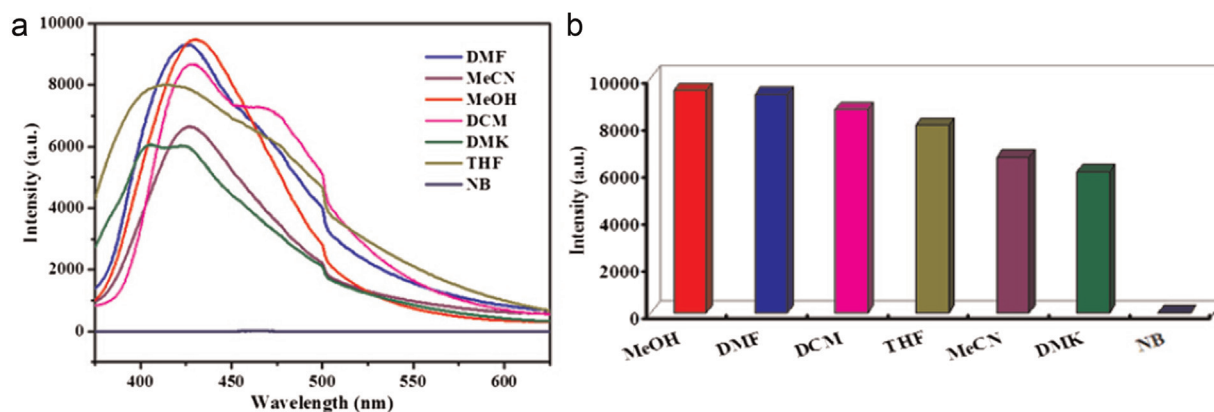 a
10000
8000
6000
4000
2000
0
Intensity (a.u.)
400 450 500 550 600
Wavelength (nm)
DMF
MeCN
MeOH
DCM
DMK
THF
NB
b
10000
8000
6000
4000
2000
0
Intensity (a.u.)
MeOH DMF DCM THF MeCN DMK NB